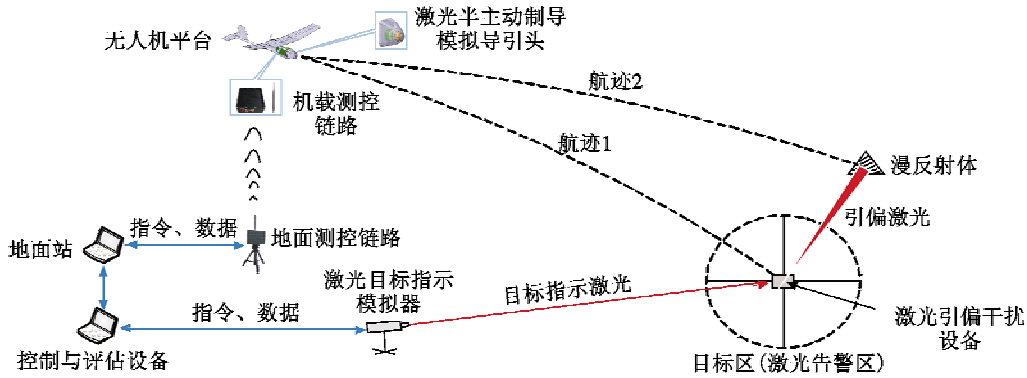 激光半主动制导
模拟导引头
无人机平台
航迹2
机载测控
链路
航迹1
漫反射体
引偏激光
指令、数据
地面站
地面测控链路
激光目标指示
模拟器
目标指示激光
指令、数据
激光引偏干扰
设备
控制与评估设备
目标区(激光告警区)